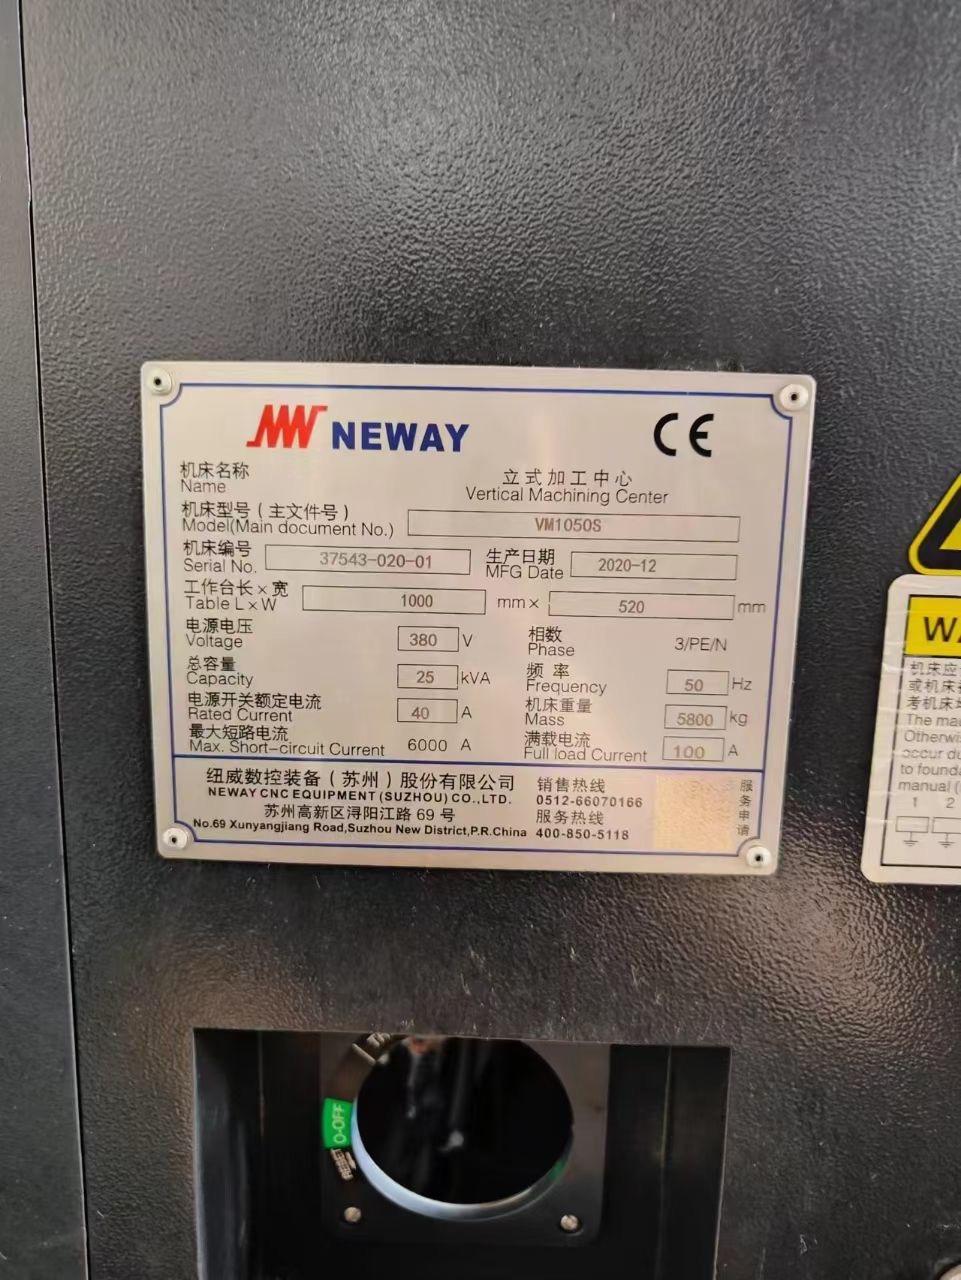 NEWAY
CE
机床名称 立式加工中心
Name Vertical Machining Center
机床型号(主文件号)
Model(Main document No.) VM1050S
机床编号 生产日期
Serial No. 37543-020-01 MFG Date 2020-12
工作台长×宽
Table L×W 1000 mm× 520 mm
电源电压 相数
Voltage 380 V Phase 3/PE/N
总容量 频率
Capacity 25 kVA Frequency 50 Hz
电源开关额定电流 机床重量
Rated Current 40 A Mass 5800 kg
最大短路电流 满载电流
Max. Short-circuit Current 6000 A Full load Current 100 A
纽威数控装备(苏州)股份有限公司 销售热线
NEWAY CNC EQUIPMENT (SUZHOU) CO.,LTD. 0512-66070166
苏州高新区浔阳江路 69 号 服务热线
No.69 Xunyangjiang Road,Suzhou New District,P.R.China 400-850-5118
服务申请
机床应
或机床
考机床
The ma
Otherwis
occur du
to founda
manual (
1 2
O-OFF